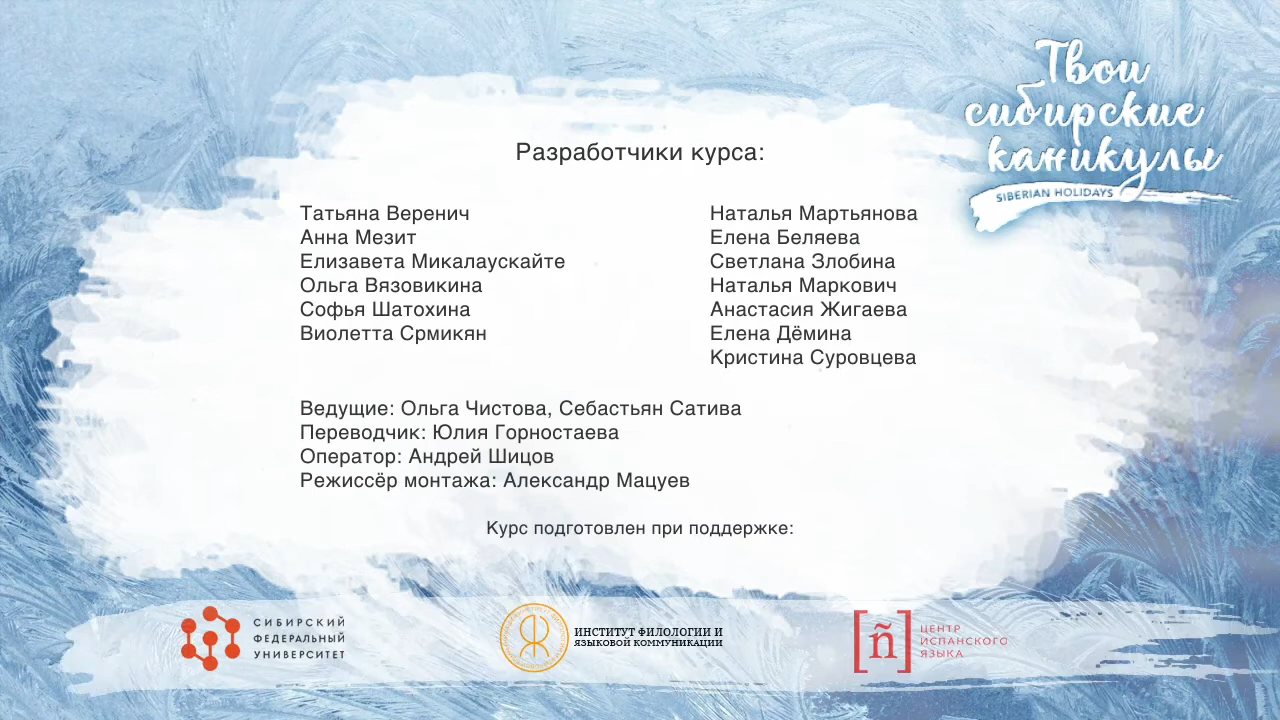 Твои
сибирские
каникулы
SIBERIAN HOLIDAYS
Разработчики курса:
Татьяна Веренич
Анна Мезит
Елизавета Микалаускайте
Ольга Вязовикина
Софья Шатохина
Виолетта Срмикян
Наталья Мартьянова
Елена Беляева
Светлана Злобина
Наталья Маркович
Анастасия Жигаева
Елена Дёмина
Кристина Суровцева
Ведущие: Ольга Чистова, Себастьян Сатива
Переводчик: Юлия Горностаева
Оператор: Андрей Шицов
Режиссёр монтажа: Александр Мацуев
Курс подготовлен при поддержке:
СИБИРСКИЙ
ФЕДЕРАЛЬНЫЙ
УНИВЕРСИТЕТ
ИНСТИТУТ ФИЛОЛОГИИ И
ЯЗЫКОВОЙ КОММУНИКАЦИИ
[ñ]
ЦЕНТР
ИСПАНСКОГО
ЯЗЫКА